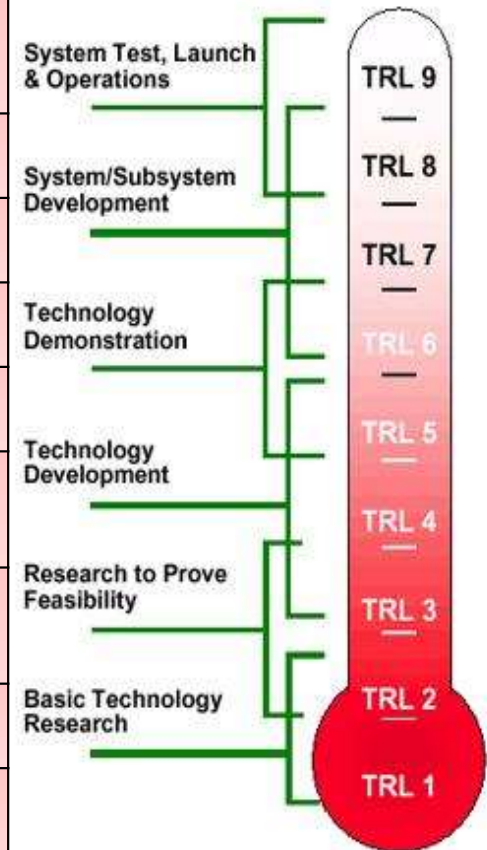 System Test, Launch
& Operations
System/Subsystem
Development
Technology
Demonstration
Technology
Development
Research to Prove
Feasibility
Basic Technology
Research
TRL 9
TRL 8
TRL 7
TRL 6
TRL 5
TRL 4
TRL 3
TRL 2
TRL 1